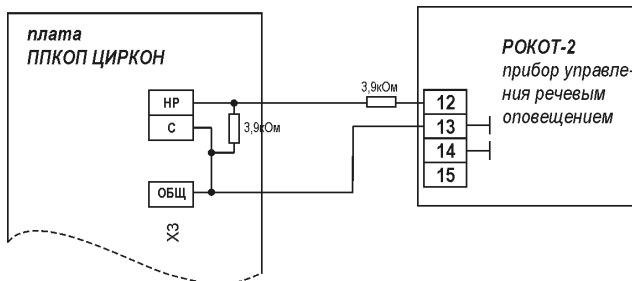 плата
ППКОП ЦИРКОН
НР
С
ОБЩ
Х3
3,9кОм
3,9кОм
12
13
14
15
РОКОТ-2
прибор управле-
ния речевым
оповещением